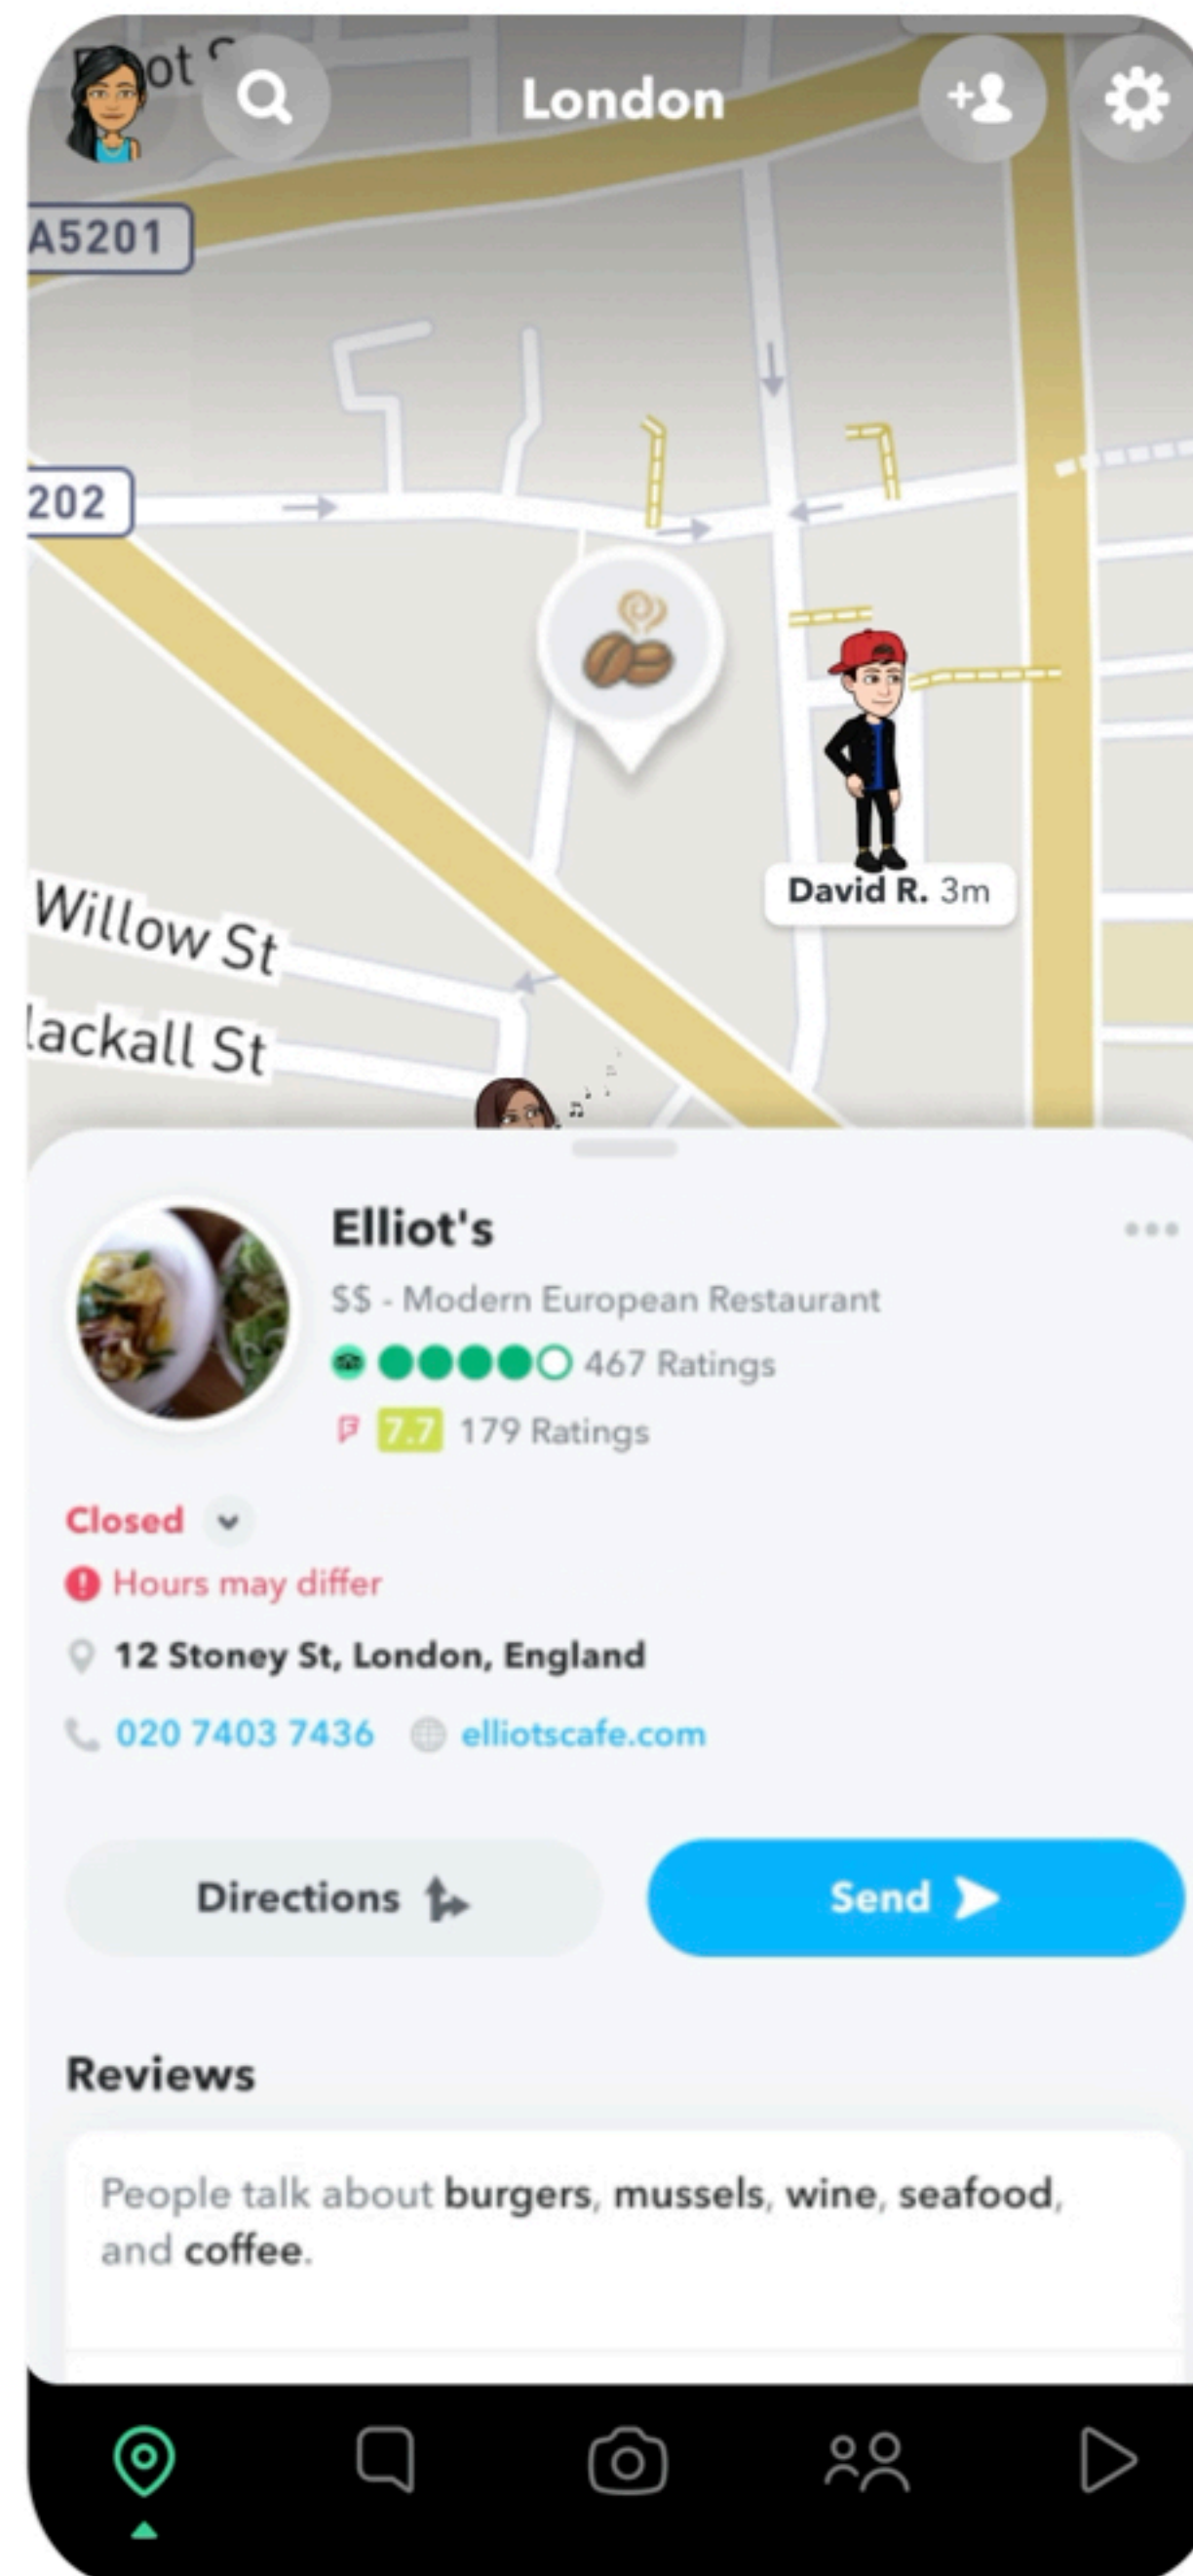 London
A5201
202
David R. 3m
Willow St
lackall St
Elliot's
$$ - Modern European Restaurant
467 Ratings
7.7 179 Ratings
Closed
Hours may differ
12 Stoney St, London, England
020 7403 7436 elliotscafe.com
Directions Send
Reviews
People talk about burgers, mussels, wine, seafood,
and coffee.